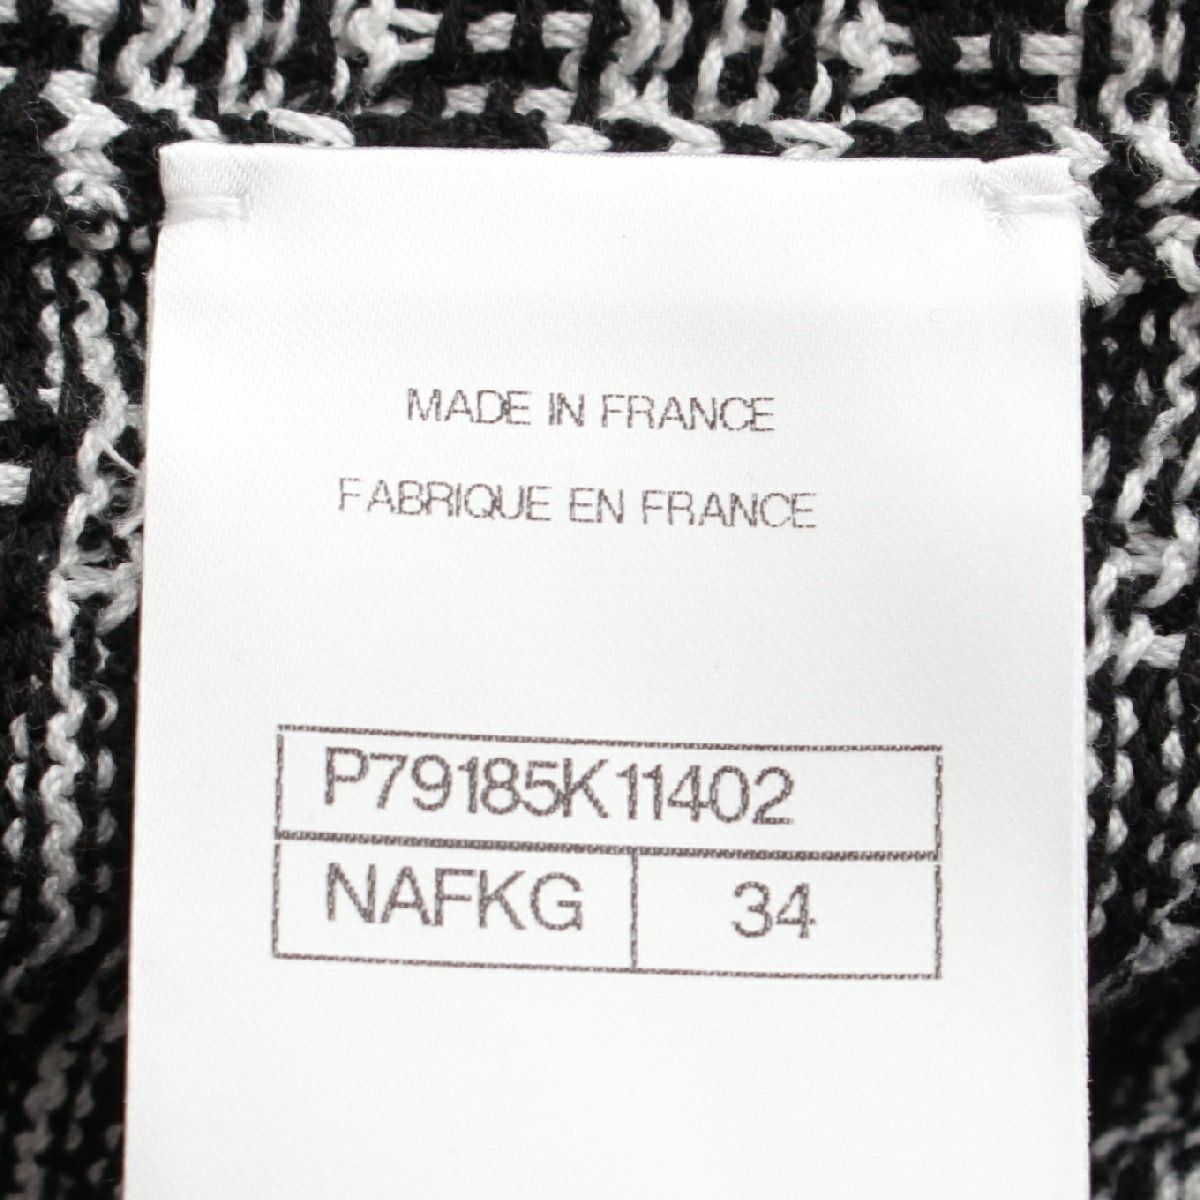 MADE IN FRANCE
FABRIQUE EN FRANCE
P79185K11402
NAFKG 34